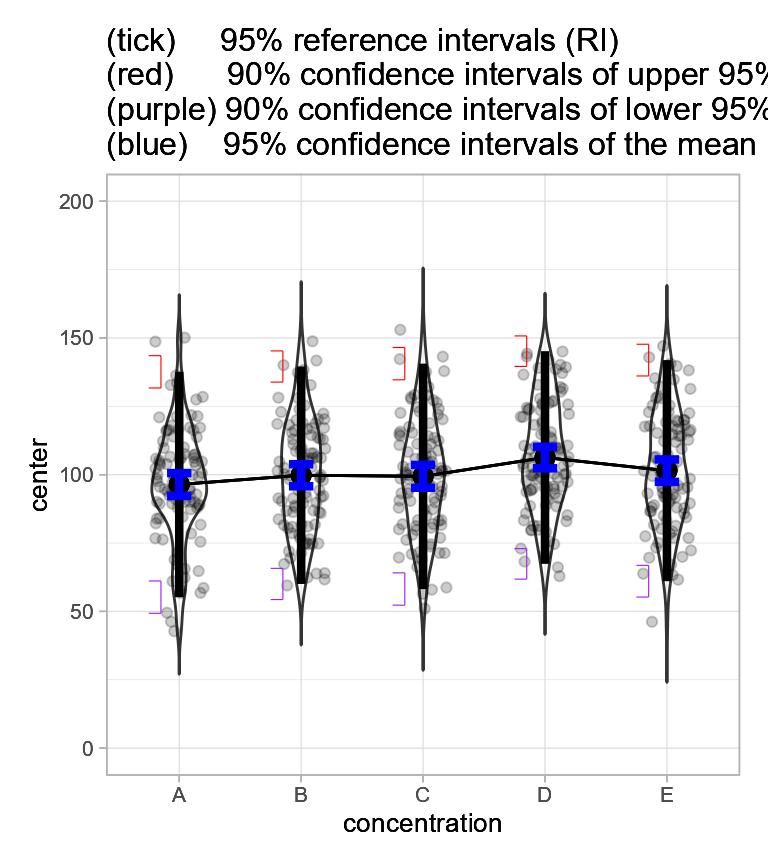 (tick) 95% reference intervals (RI)
(red) 90% confidence intervals of upper 95%
(purple) 90% confidence intervals of lower 95%
(blue) 95% confidence intervals of the mean
200
150
100
50
0
center
A B C D E
concentration